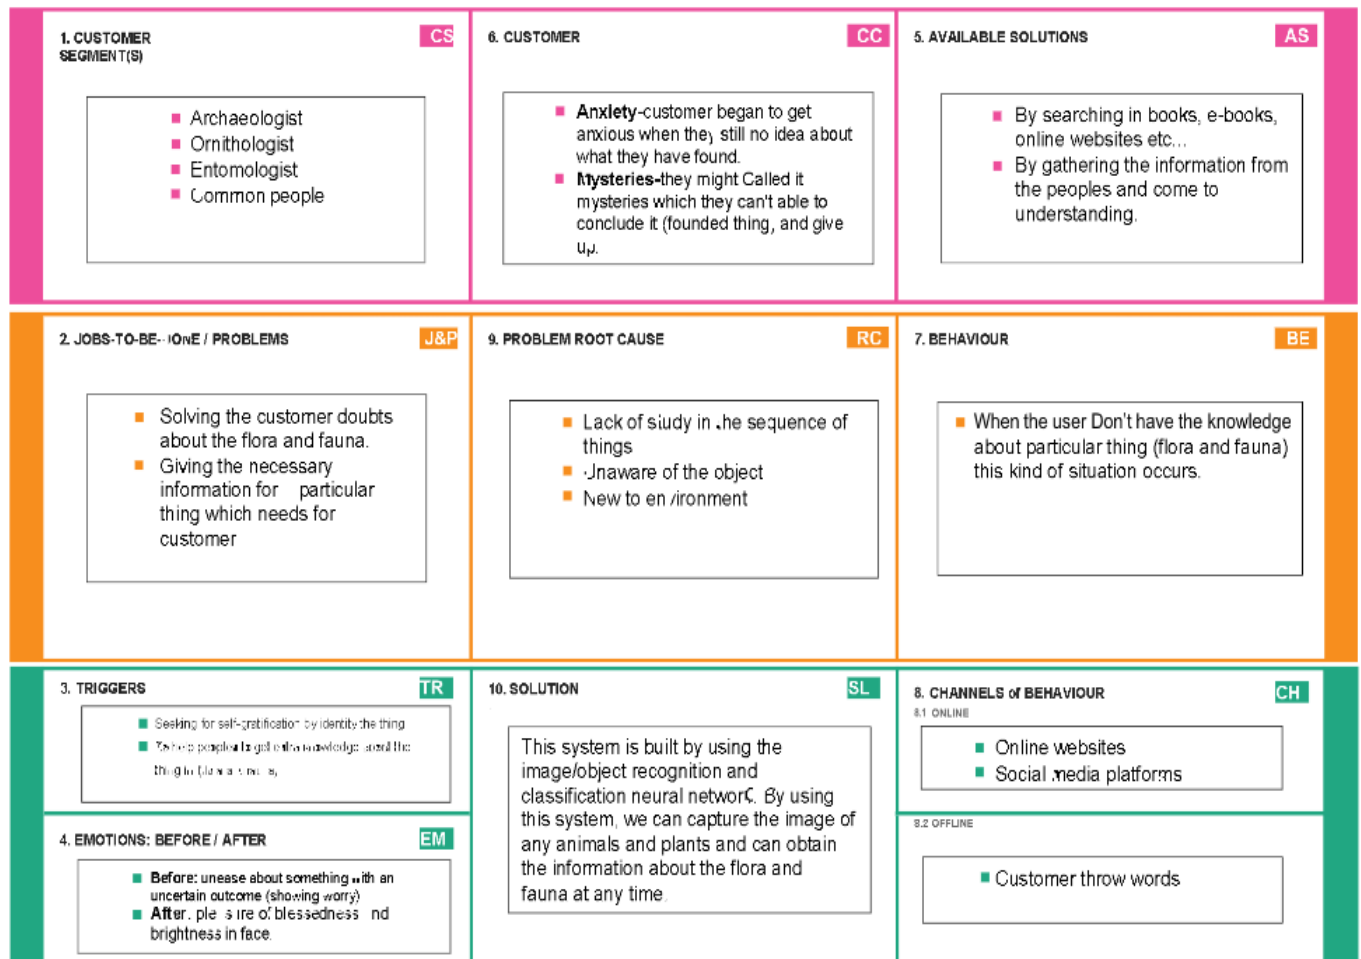 1. CUSTOMER
SEGMENT(S)
CS
Archaeologist
Ornithologist
Entomologist
Common people
6. CUSTOMER
CC
Anxiety-customer began to get
anxious when they still no idea about
what they have found.
Mysteries-they might Called it
mysteries which they can't able to
conclude it (founded thing, and give
up.
5. AVAILABLE SOLUTIONS
AS
By searching in books, e-books,
online websites etc...
By gathering the information from
the peoples and come to
understanding.
2. JOBS-TO-BE-DONE / PROBLEMS
J&P
Solving the customer doubts
about the flora and fauna.
Giving the necessary
information for particular
thing which needs for
customer
9. PROBLEM ROOT CAUSE
RC
Lack of study in the sequence of
things
Unaware of the object
New to environment
7. BEHAVIOUR
BE
When the user Don't have the knowledge
about particular thing (flora and fauna)
this kind of situation occurs.
3. TRIGGERS
TR
Seeking for self-gratification by identity the thing
To help peoples to get knowledge about the
thing in
4. EMOTIONS: BEFORE / AFTER
EM
Before: unease about something with an
uncertain outcome (showing worry)
After: pleasure of blessedness and
brightness in face.
10. SOLUTION
SL
This system is built by using the
image/object recognition and
classification neural network. By using
this system, we can capture the image of
any animals and plants and can obtain
the information about the flora and
fauna at any time.
8. CHANNELS of BEHAVIOUR
CH
8.1 ONLINE
Online websites
Social media platforms
8.2 OFFLINE
Customer throw words